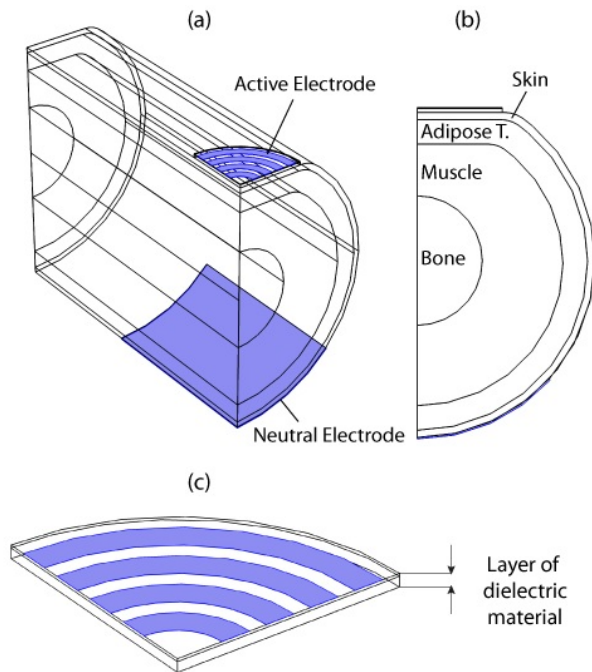 (a)
(b)
Active Electrode
Skin
Adipose T.
Muscle
Bone
Neutral Electrode
(c)
Layer of
dielectric
material